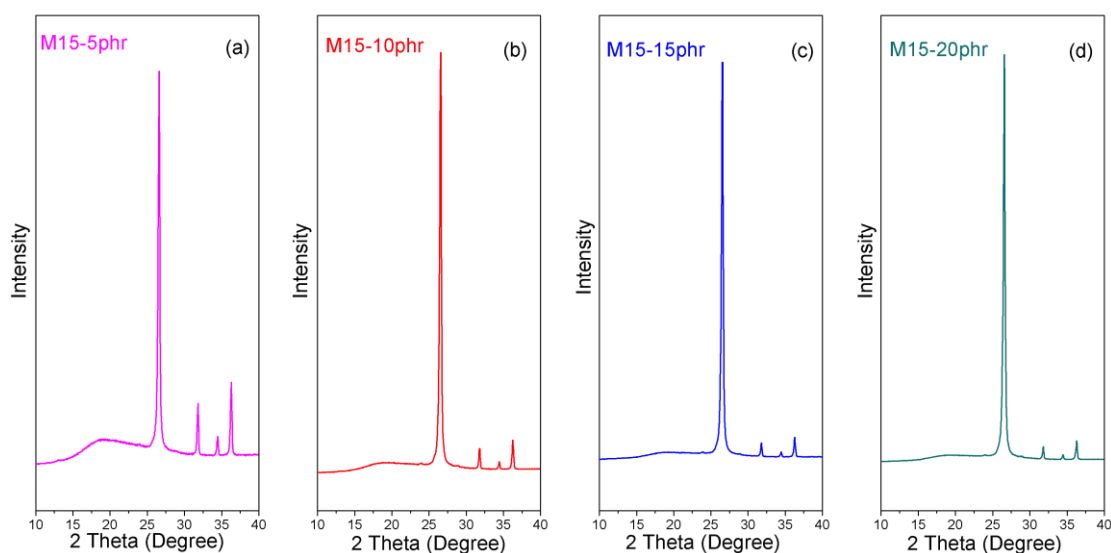 M15-5phr
(a)
Intensity
10 15 20 25 30 35 40
2 Theta (Degree)
M15-10phr
(b)
Intensity
10 15 20 25 30 35 40
2 Theta (Degree)
M15-15phr
(c)
Intensity
10 15 20 25 30 35 40
2 Theta (Degree)
M15-20phr
(d)
Intensity
10 15 20 25 30 35 40
2 Theta (Degree)